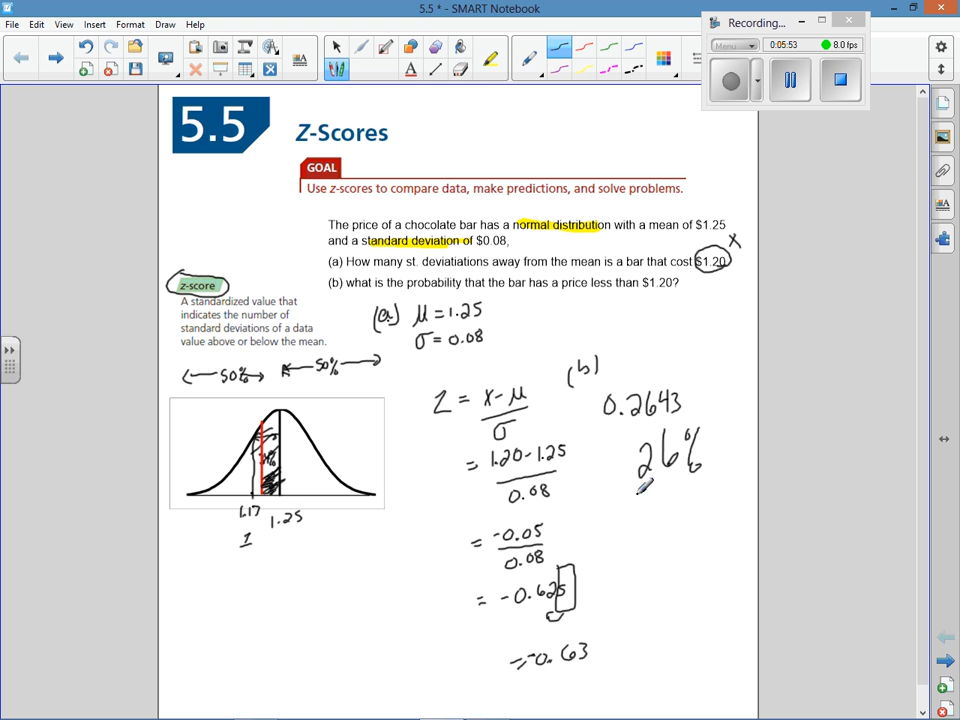 5.5 * - SMART Notebook
File Edit View Insert Format Draw Help
Recording...
Menu
0:05:53
8.0 fps
5.5
Z-Scores
GOAL
Use z-scores to compare data, make predictions, and solve problems.
The price of a chocolate bar has a normal distribution with a mean of $1.25
and a standard deviation of $0.08,
x
(a) How many st. deviatiations away from the mean is a bar that cost $1.20
(b) what is the probability that the bar has a price less than $1.20?
z-score
A standardized value that
indicates the number of
standard deviations of a data
value above or below the mean.
(a) μ = 1.25
σ = 0.08
50% 50%
34%
1.17 1.25
1
Z = x - μ
σ
= 1.20 - 1.25
0.08
= -0.05
0.08
= -0.625
= -0.63
(b)
0.2643
26%